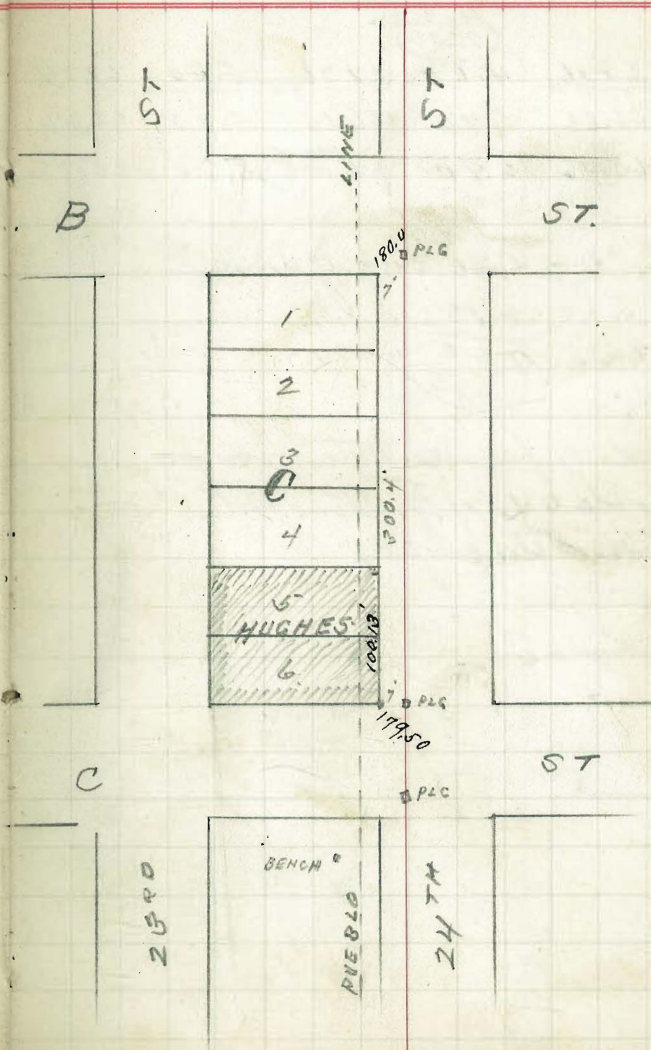 ST
ST
LINE
B
ST.
180.0
PLG
7'
1
2
3
C
4
300.4'
5
HUGHES
100.13'
6
7'
PLG
179.50
C
ST
PLG
BENCH
23RD
PUEBLO
24TH